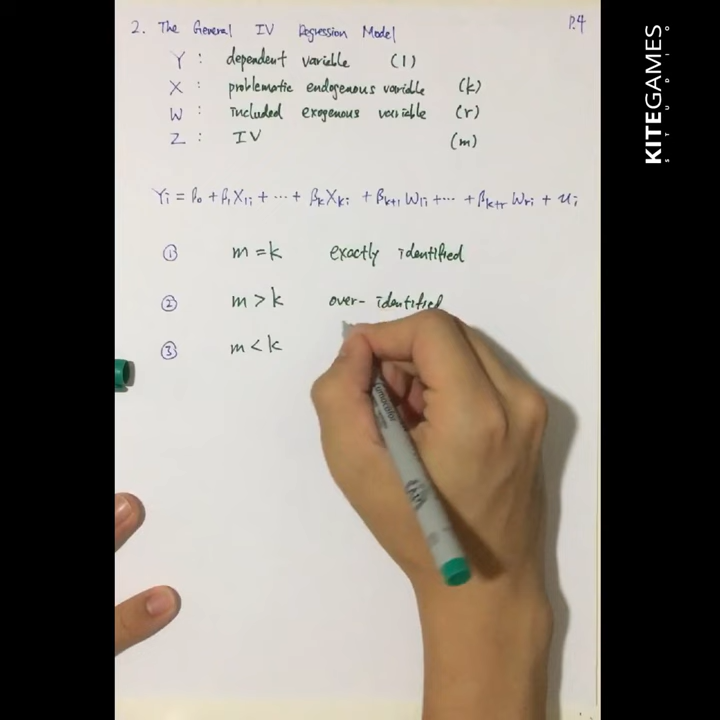 2. The General IV Regression Model P.4
Y: dependent variable (1)
X: problematic endogenous variable (k)
W: included exogenous variable (r)
Z: IV (m)
Yi = β0 + β1X1i + ··· + βkXki + βk+1W1i + ··· + βk+rWri + ui
① m = k exactly identified
② m > k over-identified
③ m < k
KITEGAMES
STUDIO